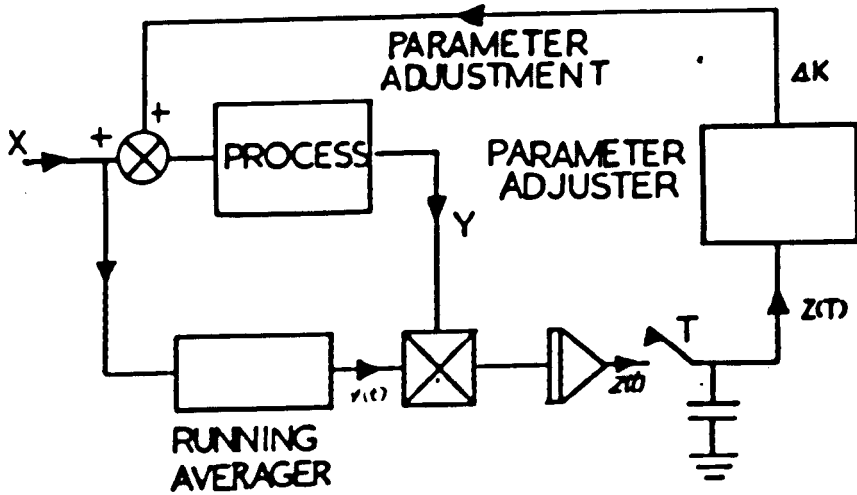 PARAMETER
ADJUSTMENT
ΔK
+
+
X
PROCESS
PARAMETER
ADJUSTER
Y
T
Z(T)
Z(t)
RUNNING
AVERAGER